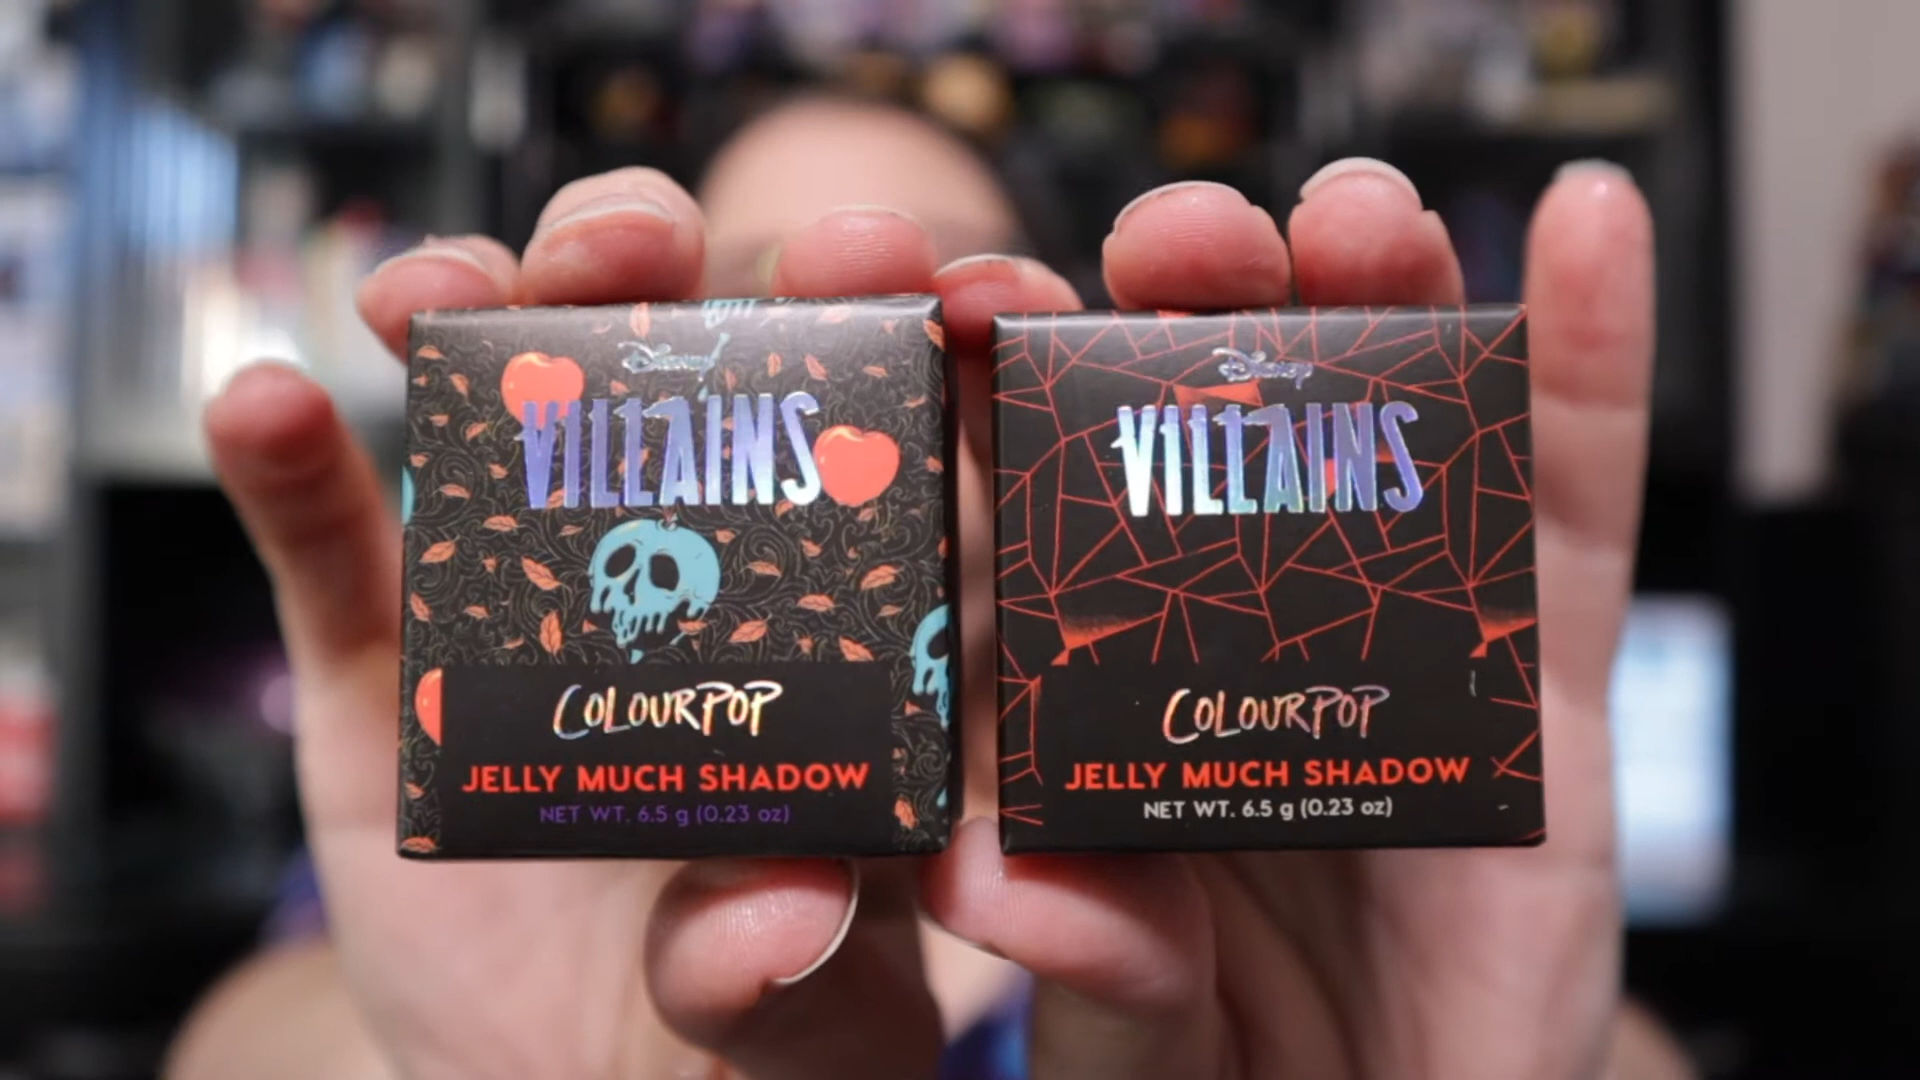 Disney
VILLAINS
COLOURPOP
JELLY MUCH SHADOW
NET WT. 6.5 g (0.23 oz)
Disney
VILLAINS
COLOURPOP
JELLY MUCH SHADOW
NET WT. 6.5 g (0.23 oz)